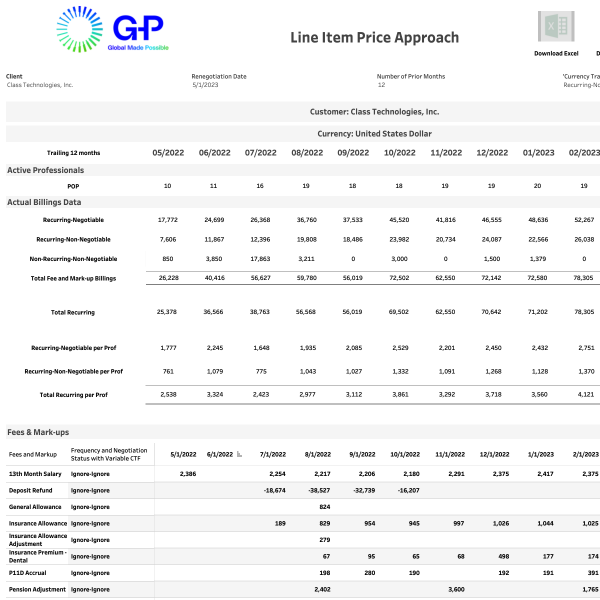 G-P
Global Made Possible
Line Item Price Approach
Download Excel
D
Client
Class Technologies, Inc.
Renegotiation Date
5/1/2023
Number of Prior Months
12
'Currency Tra
Recurring-No
Customer: Class Technologies, Inc.
Currency: United States Dollar
Trailing 12 months 05/2022 06/2022 07/2022 08/2022 09/2022 10/2022 11/2022 12/2022 01/2023 02/2023
Active Professionals
POP 10 11 16 19 18 18 19 19 20 19
Actual Billings Data
Recurring-Negotiable 17,772 24,699 26,368 36,760 37,533 45,520 41,816 46,555 48,636 52,267
Recurring-Non-Negotiable 7,606 11,867 12,396 19,808 18,486 23,982 20,734 24,087 22,566 26,038
Non-Recurring-Non-Negotiable 850 3,850 17,863 3,211 0 3,000 0 1,500 1,379 0
Total Fee and Mark-up Billings 26,228 40,416 56,627 59,780 56,019 72,502 62,550 72,142 72,580 78,305
Total Recurring 25,378 36,566 38,763 56,568 56,019 69,502 62,550 70,642 71,202 78,305
Recurring-Negotiable per Prof 1,777 2,245 1,648 1,935 2,085 2,529 2,201 2,450 2,432 2,751
Recurring-Non-Negotiable per Prof 761 1,079 775 1,043 1,027 1,332 1,091 1,268 1,128 1,370
Total Recurring per Prof 2,538 3,324 2,423 2,977 3,112 3,861 3,292 3,718 3,560 4,121
Fees & Mark-ups
Fees and Markup Frequency and Negotiation Status with Variable CTF 5/1/2022 6/1/2022 7/1/2022 8/1/2022 9/1/2022 10/1/2022 11/1/2022 12/1/2022 1/1/2023 2/1/2023
13th Month Salary Ignore-Ignore 2,386 2,254 2,217 2,206 2,180 2,291 2,375 2,417 2,375
Deposit Refund Ignore-Ignore -18,674 -38,527 -32,739 -16,207
General Allowance Ignore-Ignore 824
Insurance Allowance Ignore-Ignore 189 829 954 945 997 1,026 1,044 1,025
Insurance Allowance Adjustment Ignore-Ignore 279
Insurance Premium - Dental Ignore-Ignore 67 95 65 68 498 177 174
P11D Accrual Ignore-Ignore 198 280 190 192 191 391
Pension Adjustment Ignore-Ignore 2,402 3,600 1,765